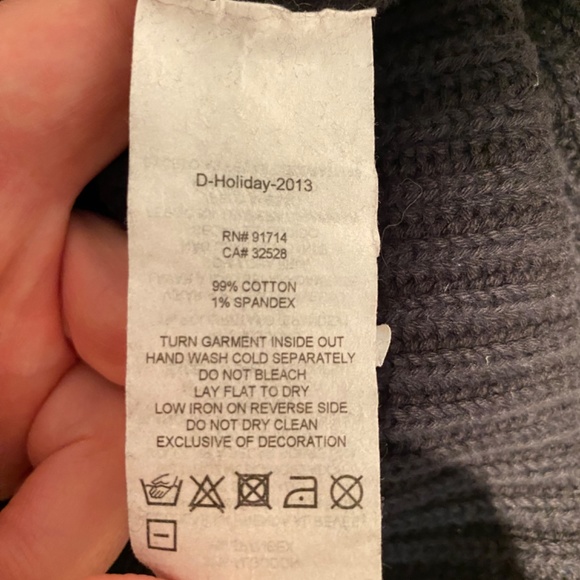 D-Holiday-2013
RN# 91714
CA# 32528
99% COTTON
1% SPANDEX
TURN GARMENT INSIDE OUT
HAND WASH COLD SEPARATELY
DO NOT BLEACH
LAY FLAT TO DRY
LOW IRON ON REVERSE SIDE
DO NOT DRY CLEAN
EXCLUSIVE OF DECORATION